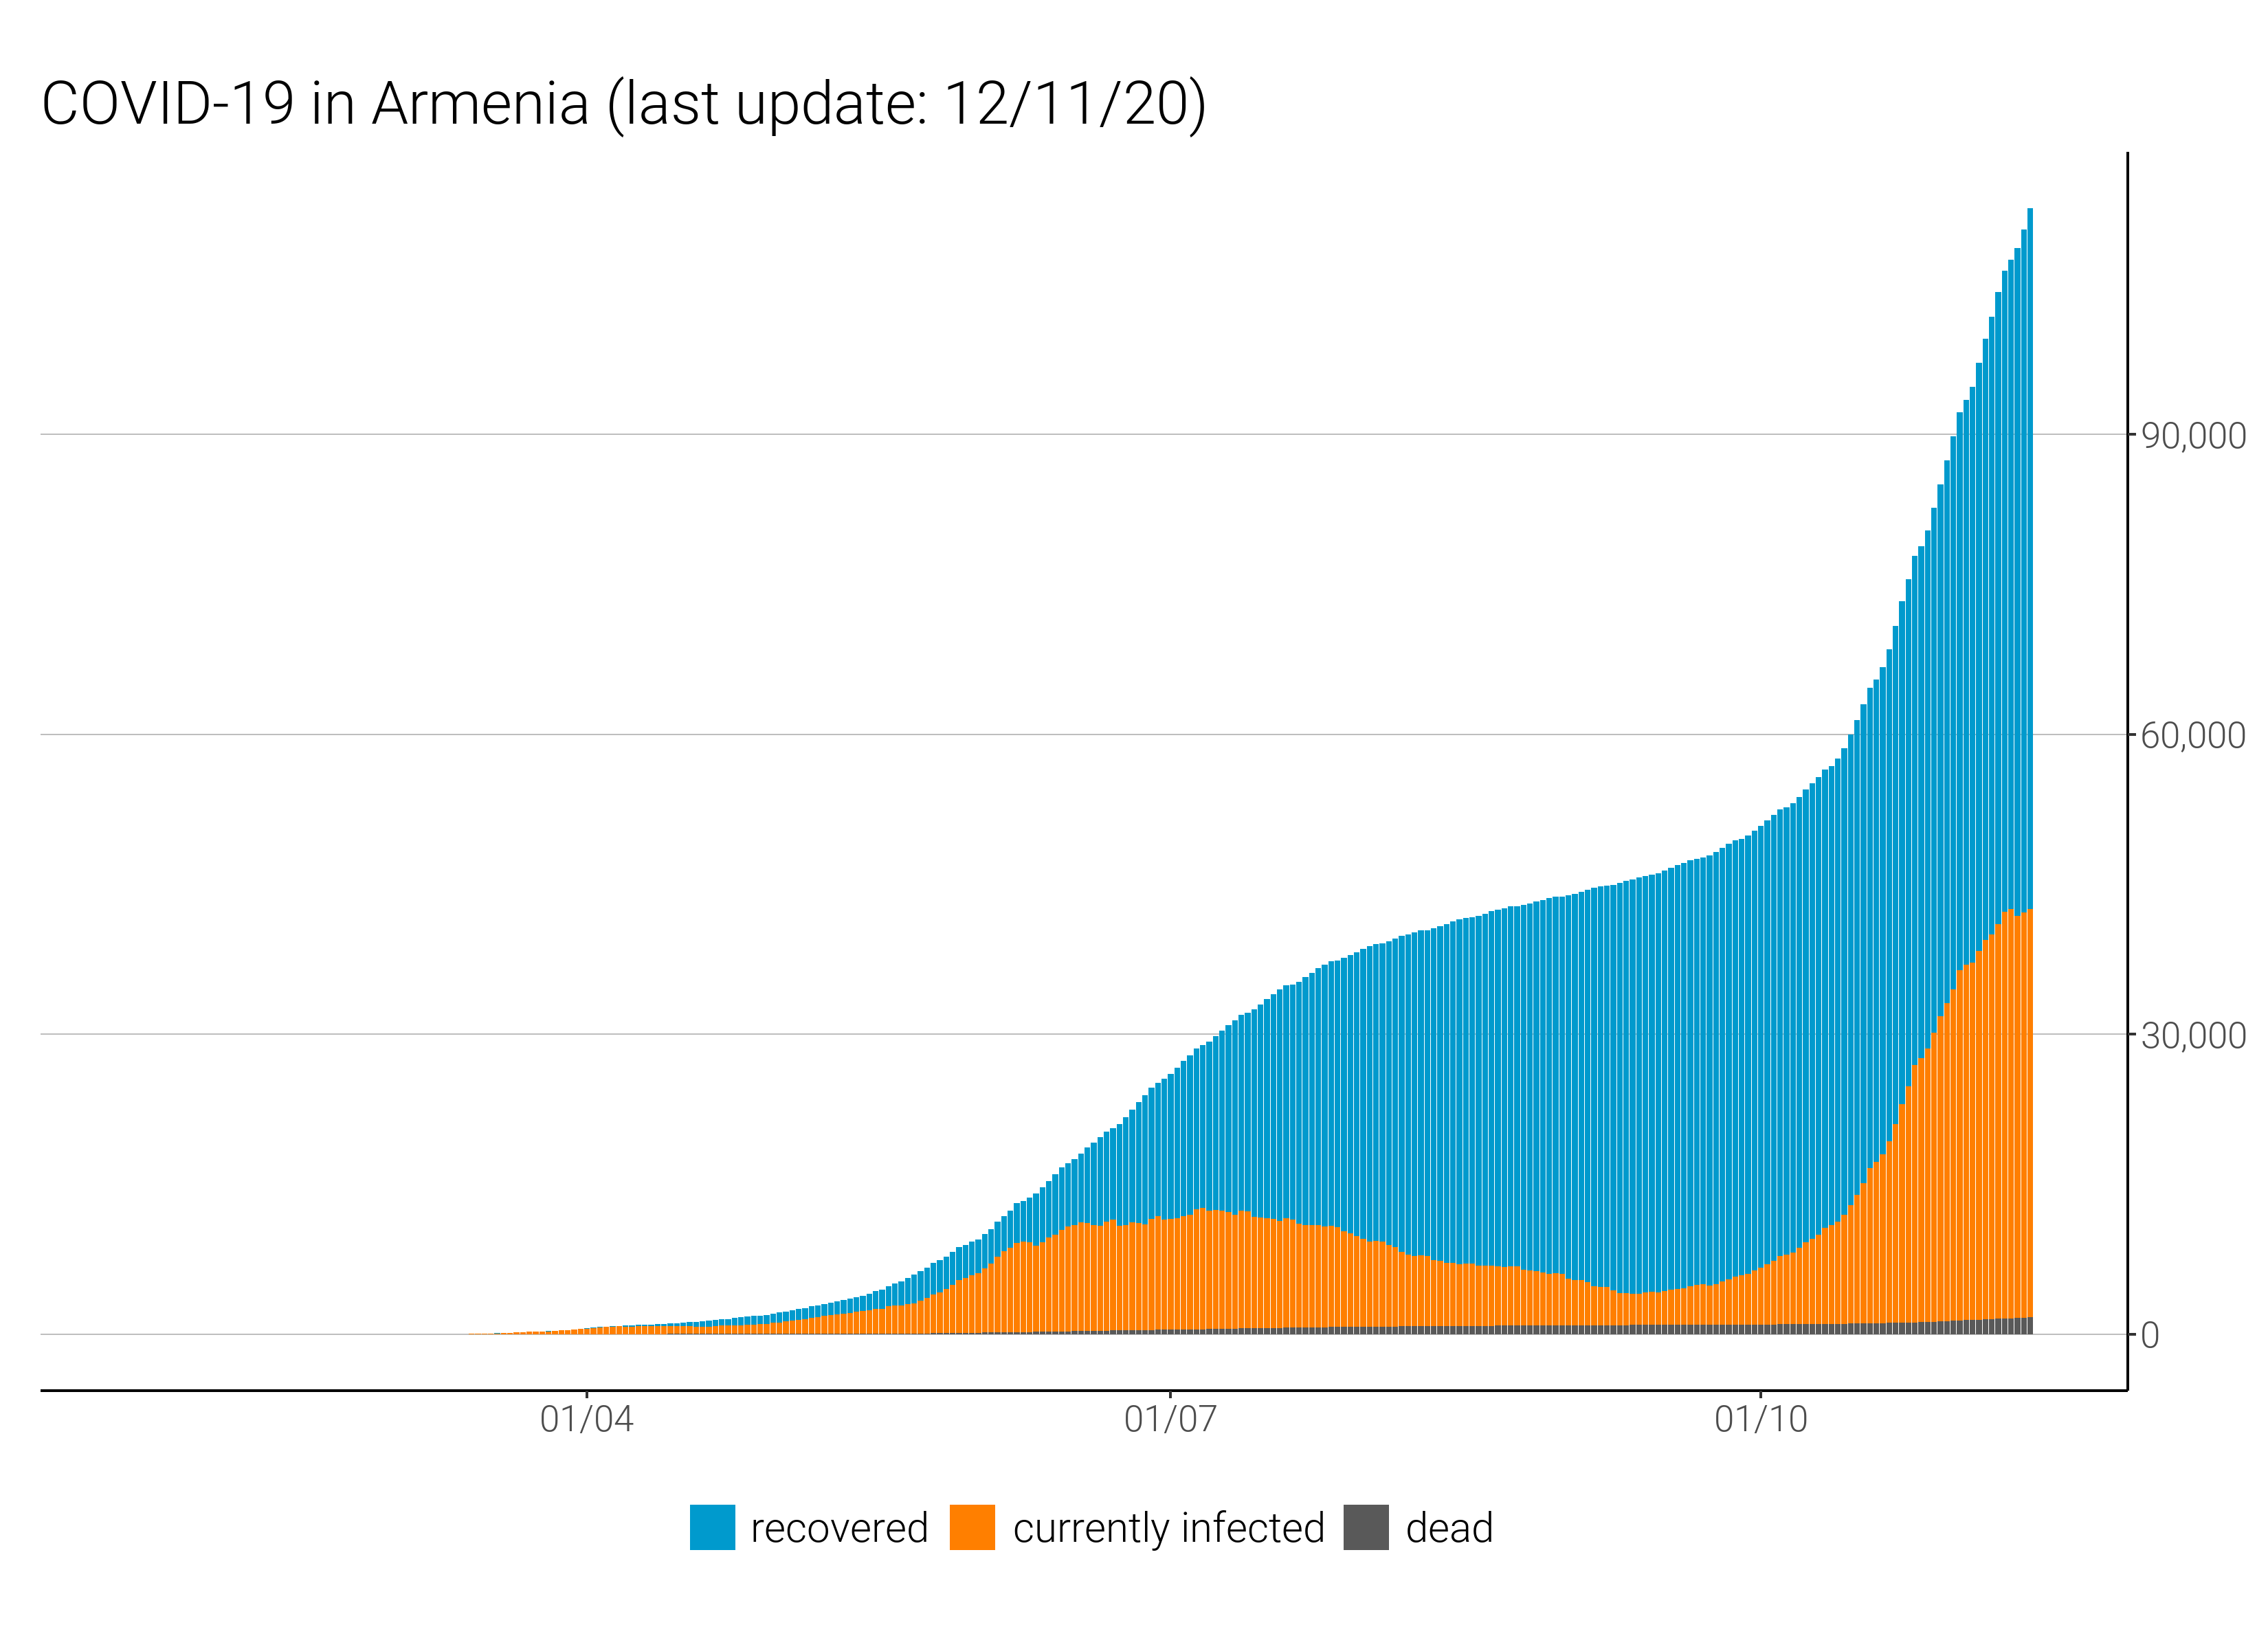 COVID-19 in Armenia (last update: 12/11/20)
90,000
60,000
30,000
0
01/04 01/07 01/10
recovered currently infected dead